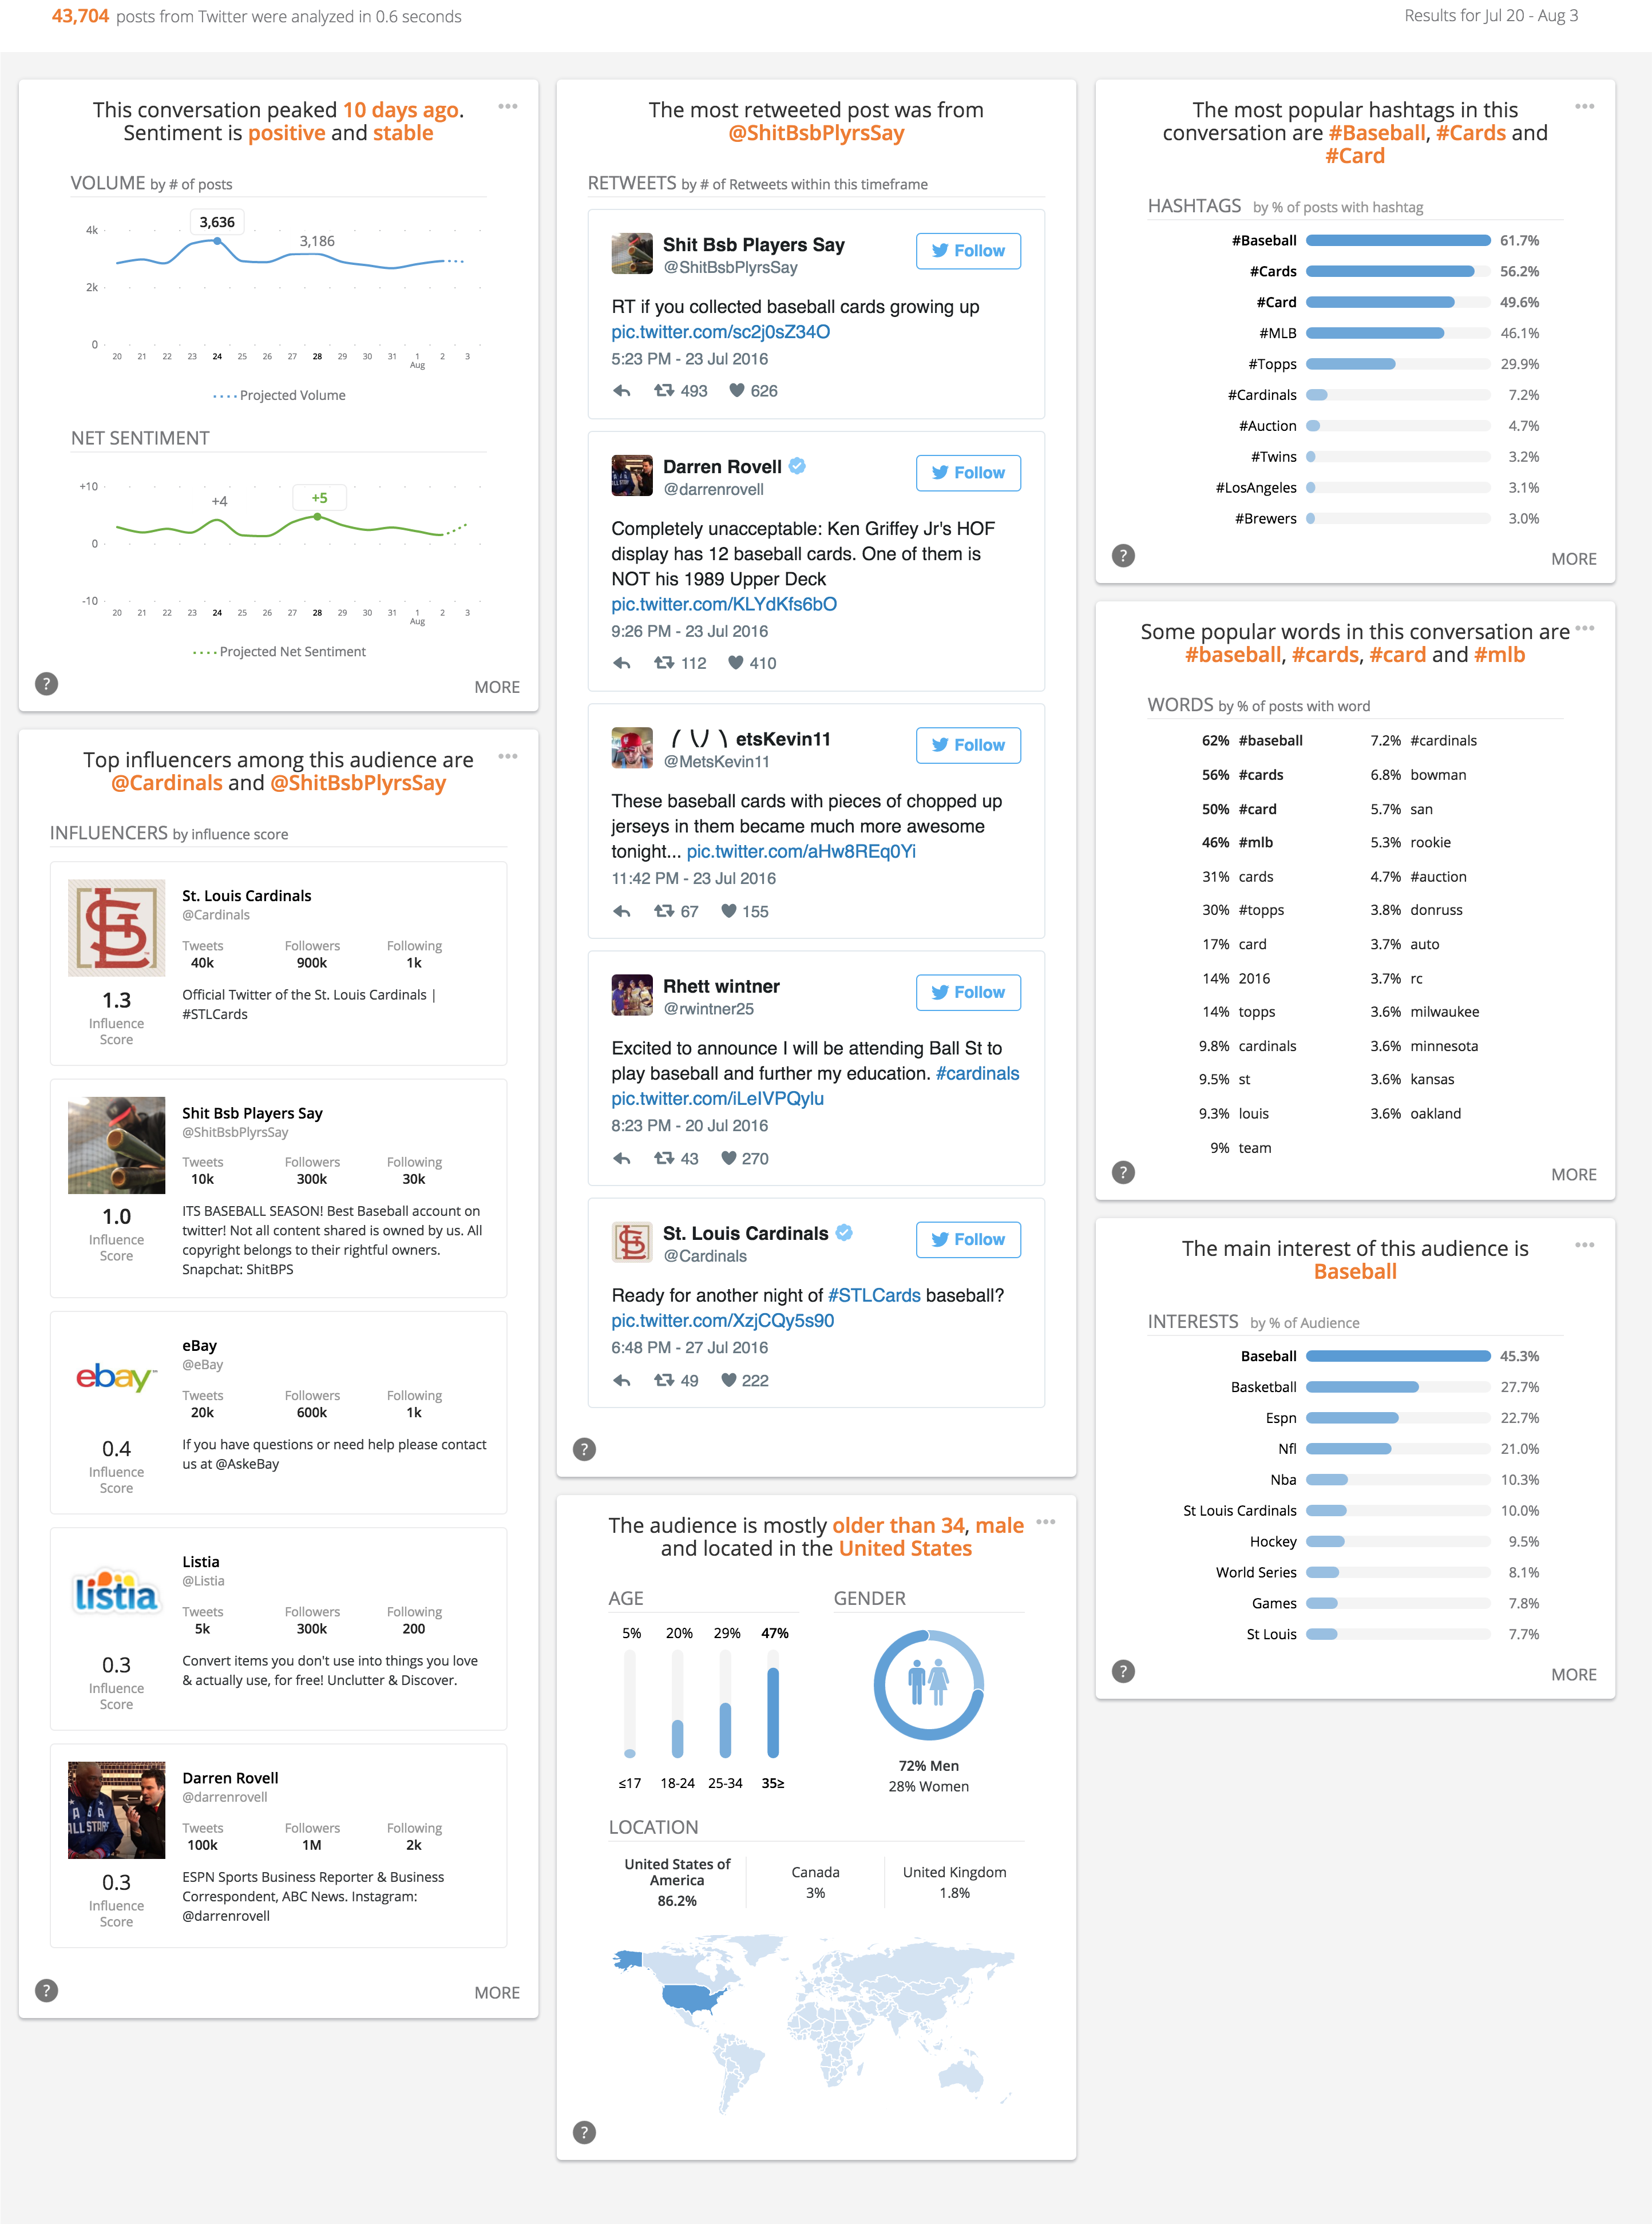 43,704 posts from Twitter were analyzed in 0.6 seconds
Results for Jul 20 - Aug 3
This conversation peaked 10 days ago.
Sentiment is positive and stable
VOLUME by # of posts
4k
3,636
3,186
2k
0
20 21 22 23 24 25 26 27 28 29 30 31 1 2 3
Aug
Projected Volume
NET SENTIMENT
+10
+4
+5
0
-10
20 21 22 23 24 25 26 27 28 29 30 31 1 2 3
Aug
Projected Net Sentiment
?
MORE
Top influencers among this audience are
@Cardinals and @ShitBsbPlyrsSay
INFLUENCERS by influence score
St. Louis Cardinals
@Cardinals
Tweets Followers Following
40k 900k 1k
1.3
Influence
Score
Official Twitter of the St. Louis Cardinals |
#STLCards
Shit Bsb Players Say
@ShitBsbPlyrsSay
Tweets Followers Following
10k 300k 30k
1.0
Influence
Score
ITS BASEBALL SEASON! Best Baseball account on
twitter! Not all content shared is owned by us. All
copyright belongs to their rightful owners.
Snapchat: ShitBPS
ebay™
eBay
@eBay
Tweets Followers Following
20k 600k 1k
0.4
Influence
Score
If you have questions or need help please contact
us at @AskeBay
listia
Listia
@Listia
Tweets Followers Following
5k 300k 200
0.3
Influence
Score
Convert items you don't use into things you love
& actually use, for free! Unclutter & Discover.
Darren Rovell
@darrenrovell
Tweets Followers Following
100k 1M 2k
0.3
Influence
Score
ESPN Sports Business Reporter & Business
Correspondent, ABC News. Instagram:
@darrenrovell
?
MORE
The most retweeted post was from
@ShitBsbPlyrsSay
RETWEETS by # of Retweets within this timeframe
Shit Bsb Players Say
@ShitBsbPlyrsSay
Follow
RT if you collected baseball cards growing up
pic.twitter.com/sc2j0sZ34O
5:23 PM - 23 Jul 2016
493 626
Darren Rovell
@darrenrovell
Follow
Completely unacceptable: Ken Griffey Jr's HOF
display has 12 baseball cards. One of them is
NOT his 1989 Upper Deck
pic.twitter.com/KLYdKfs6bO
9:26 PM - 23 Jul 2016
112 410
etsKevin11
@MetsKevin11
Follow
These baseball cards with pieces of chopped up
jerseys in them became much more awesome
tonight... pic.twitter.com/aHw8REq0Yi
11:42 PM - 23 Jul 2016
67 155
Rhett wintner
@rwintner25
Follow
Excited to announce I will be attending Ball St to
play baseball and further my education. #cardinals
pic.twitter.com/iLeIVPQylu
8:23 PM - 20 Jul 2016
43 270
St. Louis Cardinals
@Cardinals
Follow
Ready for another night of #STLCards baseball?
pic.twitter.com/XzjCQy5s90
6:48 PM - 27 Jul 2016
49 222
?
The audience is mostly older than 34, male
and located in the United States
AGE
5% 20% 29% 47%
≤17 18-24 25-34 35≥
GENDER
72% Men
28% Women
LOCATION
United States of
America
86.2%
Canada
3%
United Kingdom
1.8%
?
The most popular hashtags in this
conversation are #Baseball, #Cards and
#Card
HASHTAGS by % of posts with hashtag
#Baseball 61.7%
#Cards 56.2%
#Card 49.6%
#MLB 46.1%
#Topps 29.9%
#Cardinals 7.2%
#Auction 4.7%
#Twins 3.2%
#LosAngeles 3.1%
#Brewers 3.0%
?
MORE
Some popular words in this conversation are
#baseball, #cards, #card and #mlb
WORDS by % of posts with word
62% #baseball 7.2% #cardinals
56% #cards 6.8% bowman
50% #card 5.7% san
46% #mlb 5.3% rookie
31% cards 4.7% #auction
30% #topps 3.8% donruss
17% card 3.7% auto
14% 2016 3.7% rc
14% topps 3.6% milwaukee
9.8% cardinals 3.6% minnesota
9.5% st 3.6% kansas
9.3% louis 3.6% oakland
9% team
?
MORE
The main interest of this audience is
Baseball
INTERESTS by % of Audience
Baseball 45.3%
Basketball 27.7%
Espn 22.7%
Nfl 21.0%
Nba 10.3%
St Louis Cardinals 10.0%
Hockey 9.5%
World Series 8.1%
Games 7.8%
St Louis 7.7%
?
MORE